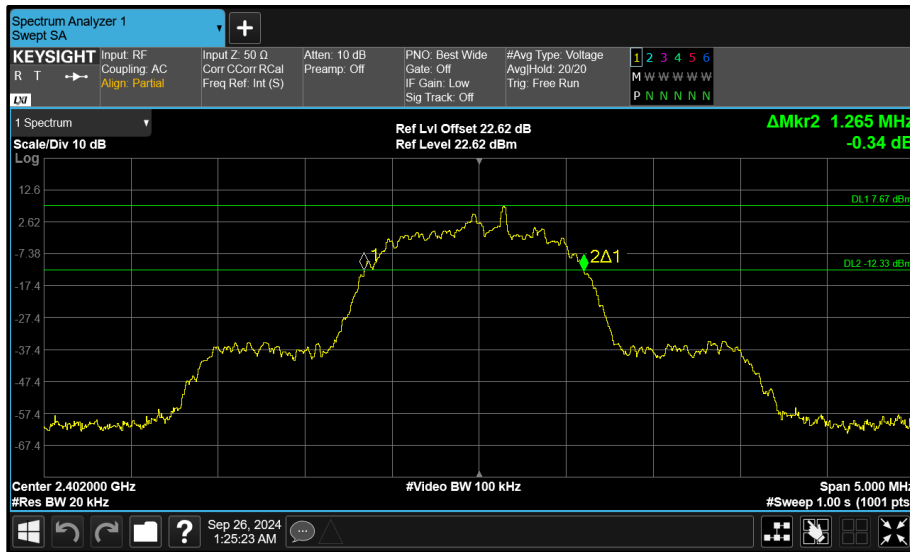 Spectrum Analyzer 1
Swept SA
+
KEYSIGHT
R T
LXI
Input: RF
Coupling: AC
Align: Partial
Input Z: 50 Ω
Corr CCorr RCal
Freq Ref: Int (S)
Atten: 10 dB
Preamp: Off
PNO: Best Wide
Gate: Off
IF Gain: Low
Sig Track: Off
#Avg Type: Voltage
Avg|Hold: 20/20
Trig: Free Run
1 2 3 4 5 6
M W W W W W
P N N N N N
1 Spectrum
Scale/Div 10 dB
Ref Lvl Offset 22.62 dB
Ref Level 22.62 dBm
ΔMkr2 1.265 MHz
-0.34 dB
Log
12.6
DL1 7.67 dBm
2.62
-7.38
1
2Δ1
DL2 -12.33 dBm
-17.4
-27.4
-37.4
-47.4
-57.4
-67.4
Center 2.402000 GHz
#Video BW 100 kHz
Span 5.000 MHz
#Res BW 20 kHz
#Sweep 1.00 s (1001 pts
?
Sep 26, 2024
1:25:23 AM